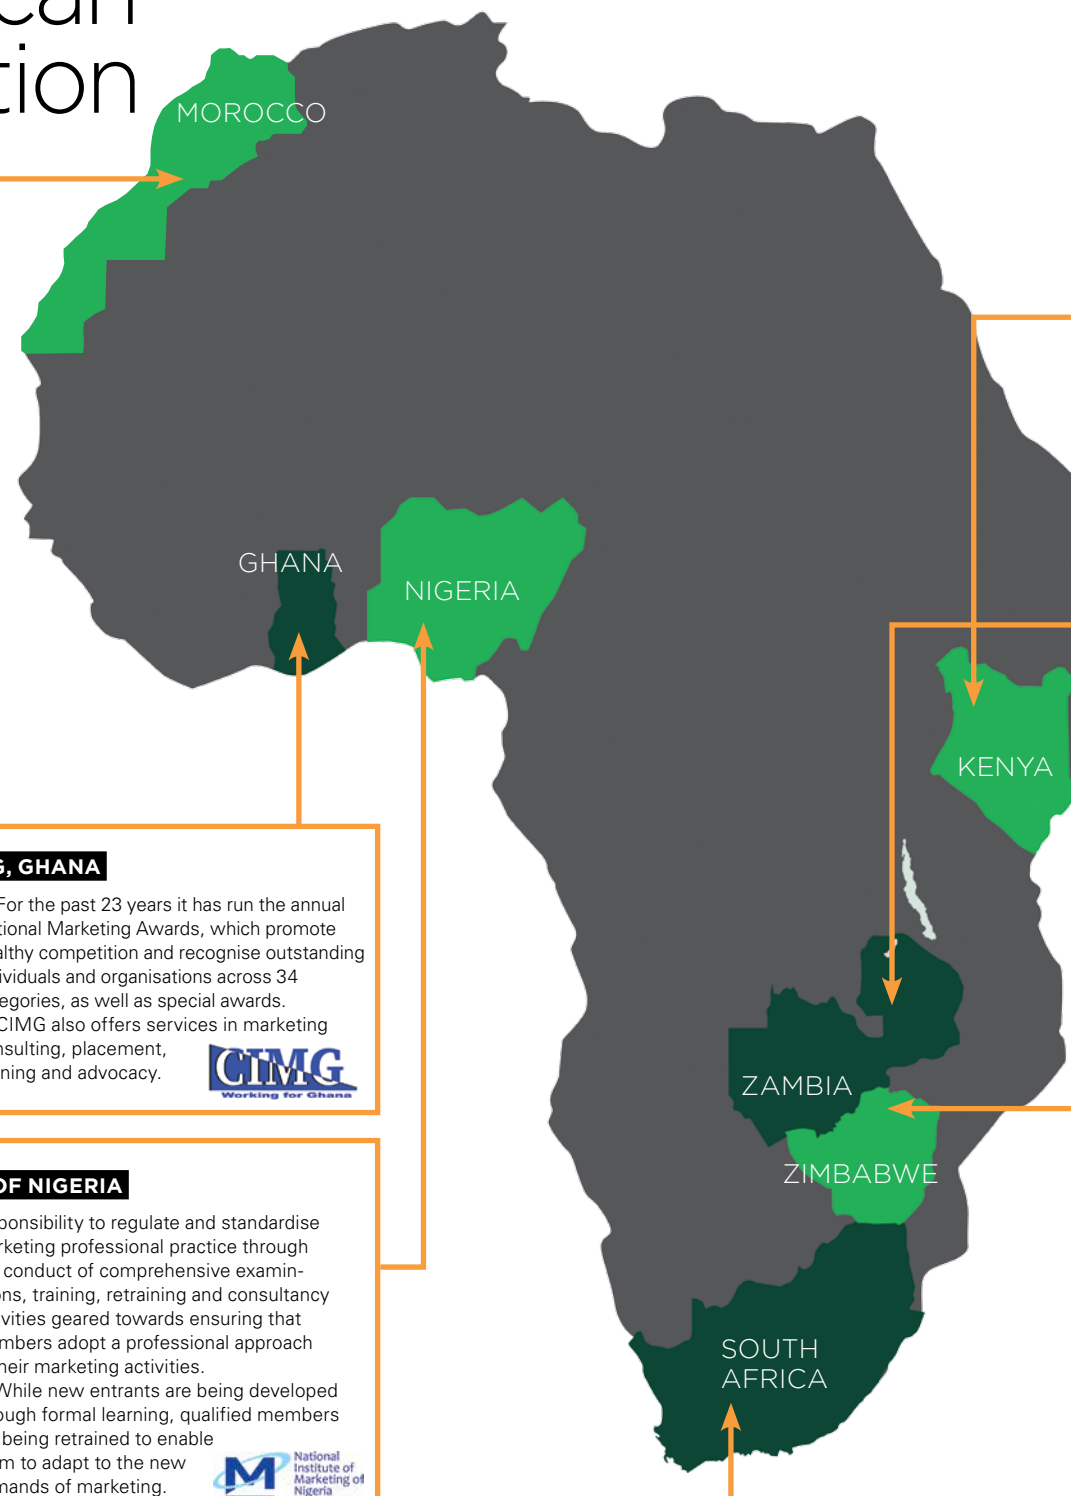 can
tion
MOROCCO
GHANA
NIGERIA
KENYA
ZAMBIA
ZIMBABWE
SOUTH
AFRICA
G, GHANA
For the past 23 years it has run the annual
tional Marketing Awards, which promote
althy competition and recognise outstanding
ividuals and organisations across 34
egories, as well as special awards.
CIMG also offers services in marketing
nsulting, placement,
ning and advocacy.
CIMG
Working for Ghana
OF NIGERIA
ponsibility to regulate and standardise
rketing professional practice through
conduct of comprehensive examin-
ons, training, retraining and consultancy
vities geared towards ensuring that
mbers adopt a professional approach
heir marketing activities.
While new entrants are being developed
ough formal learning, qualified members
being retrained to enable
m to adapt to the new
mands of marketing.
M
National
Institute of
Marketing of
Nigeria